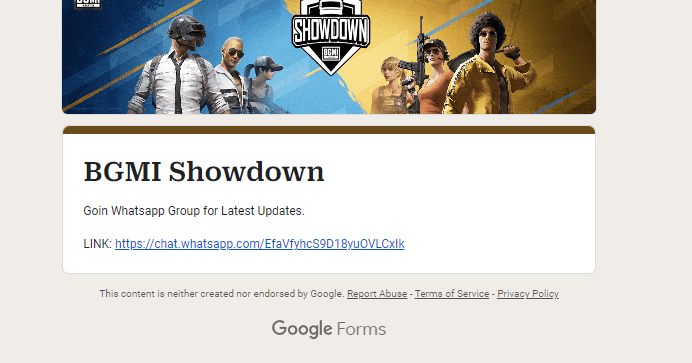 BGMI
SHOWDOWN
BGMI
BGMI Showdown
Goin Whatsapp Group for Latest Updates.
LINK: https://chat.whatsapp.com/EfaVfyhcS9D18yuOVLCxIk
This content is neither created nor endorsed by Google. Report Abuse - Terms of Service - Privacy Policy
Google Forms